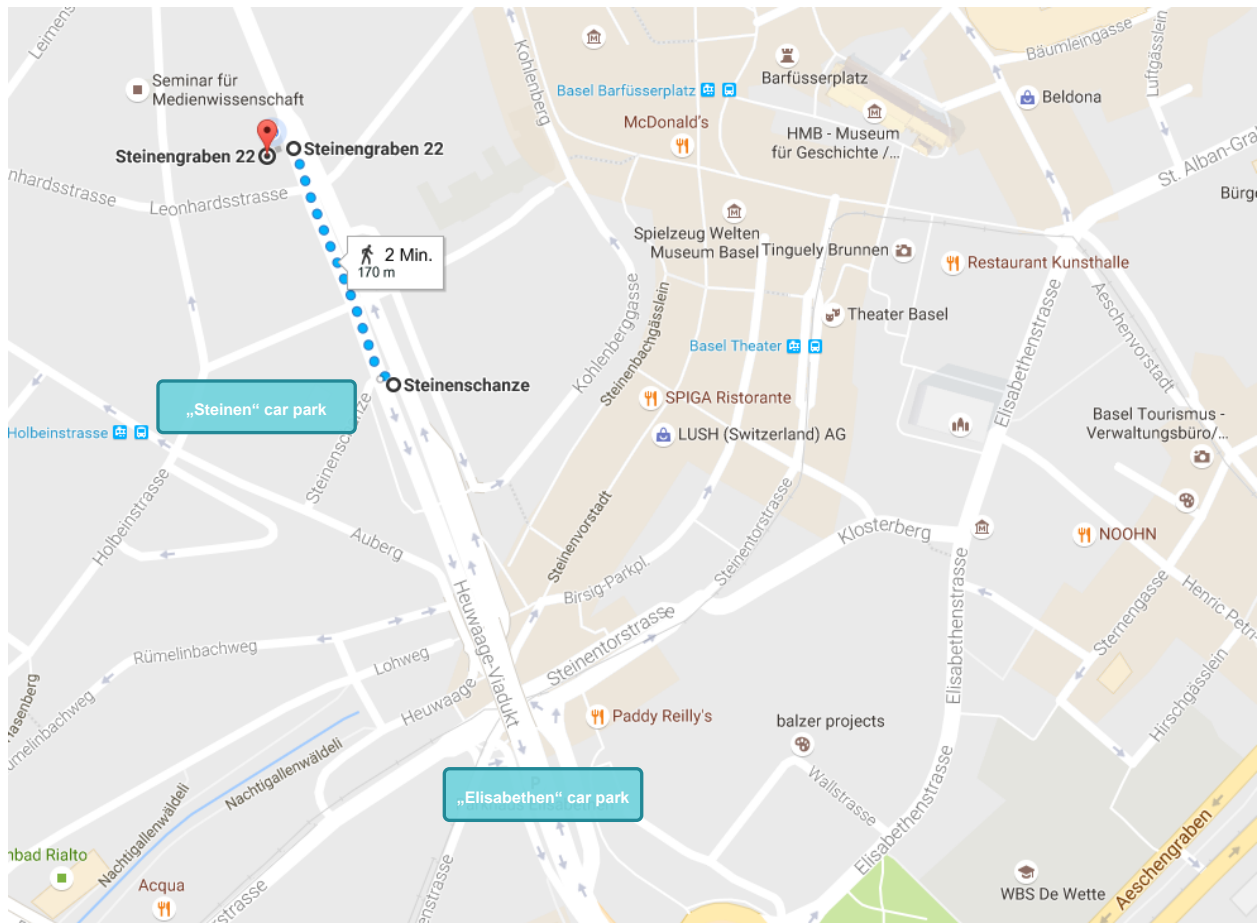 Leimens
Kohlenberg
Bäumleingasse
Luftgässlein
Seminar für
Medienwissenschaft
Basel Barfüsserplatz
Barfüsserplatz
Beldona
McDonald's
HMB - Museum
für Geschichte /...
St. Alban-Gra
Steinengraben 22
Steinengraben 22
nhardsstrasse
Leonhardsstrasse
Bürge
Spielzeug Welten
Museum Basel
Tinguely Brunnen
Restaurant Kunsthalle
2 Min.
170 m
Aeschenvorstadt
Theater Basel
Kohlenberggasse
Steinenbachgässlein
Basel Theater
Elisabethenstrasse
Steinenschanze
„Steinen“ car park
SPIGA Ristorante
Basel Tourismus -
Verwaltungsbüro/...
Holbeinstrasse
LUSH (Switzerland) AG
Steinenschanze
Holbeinstrasse
Steinenvorstadt
Steinentorstrasse
Klosterberg
NOOHN
Auberg
Birsig-Parkpl.
Heuwaage-Viadukt
Henric Petri
Sternengasse
Steinentorstrasse
Elisabethenstrasse
Rümelinbachweg
Lohweg
Hirschgässlein
Hasenberg
Heuwaage
Rümelinbachweg
Paddy Reilly's
balzer projects
Nachtigallenwäldeli
„Elisabethen“ car park
Wallstrasse
Elisabethenstrasse
Aeschengraben
Nachtigallenwäldeli
nbad Rialto
Acqua
WBS De Wette
nstrasse
enstrasse